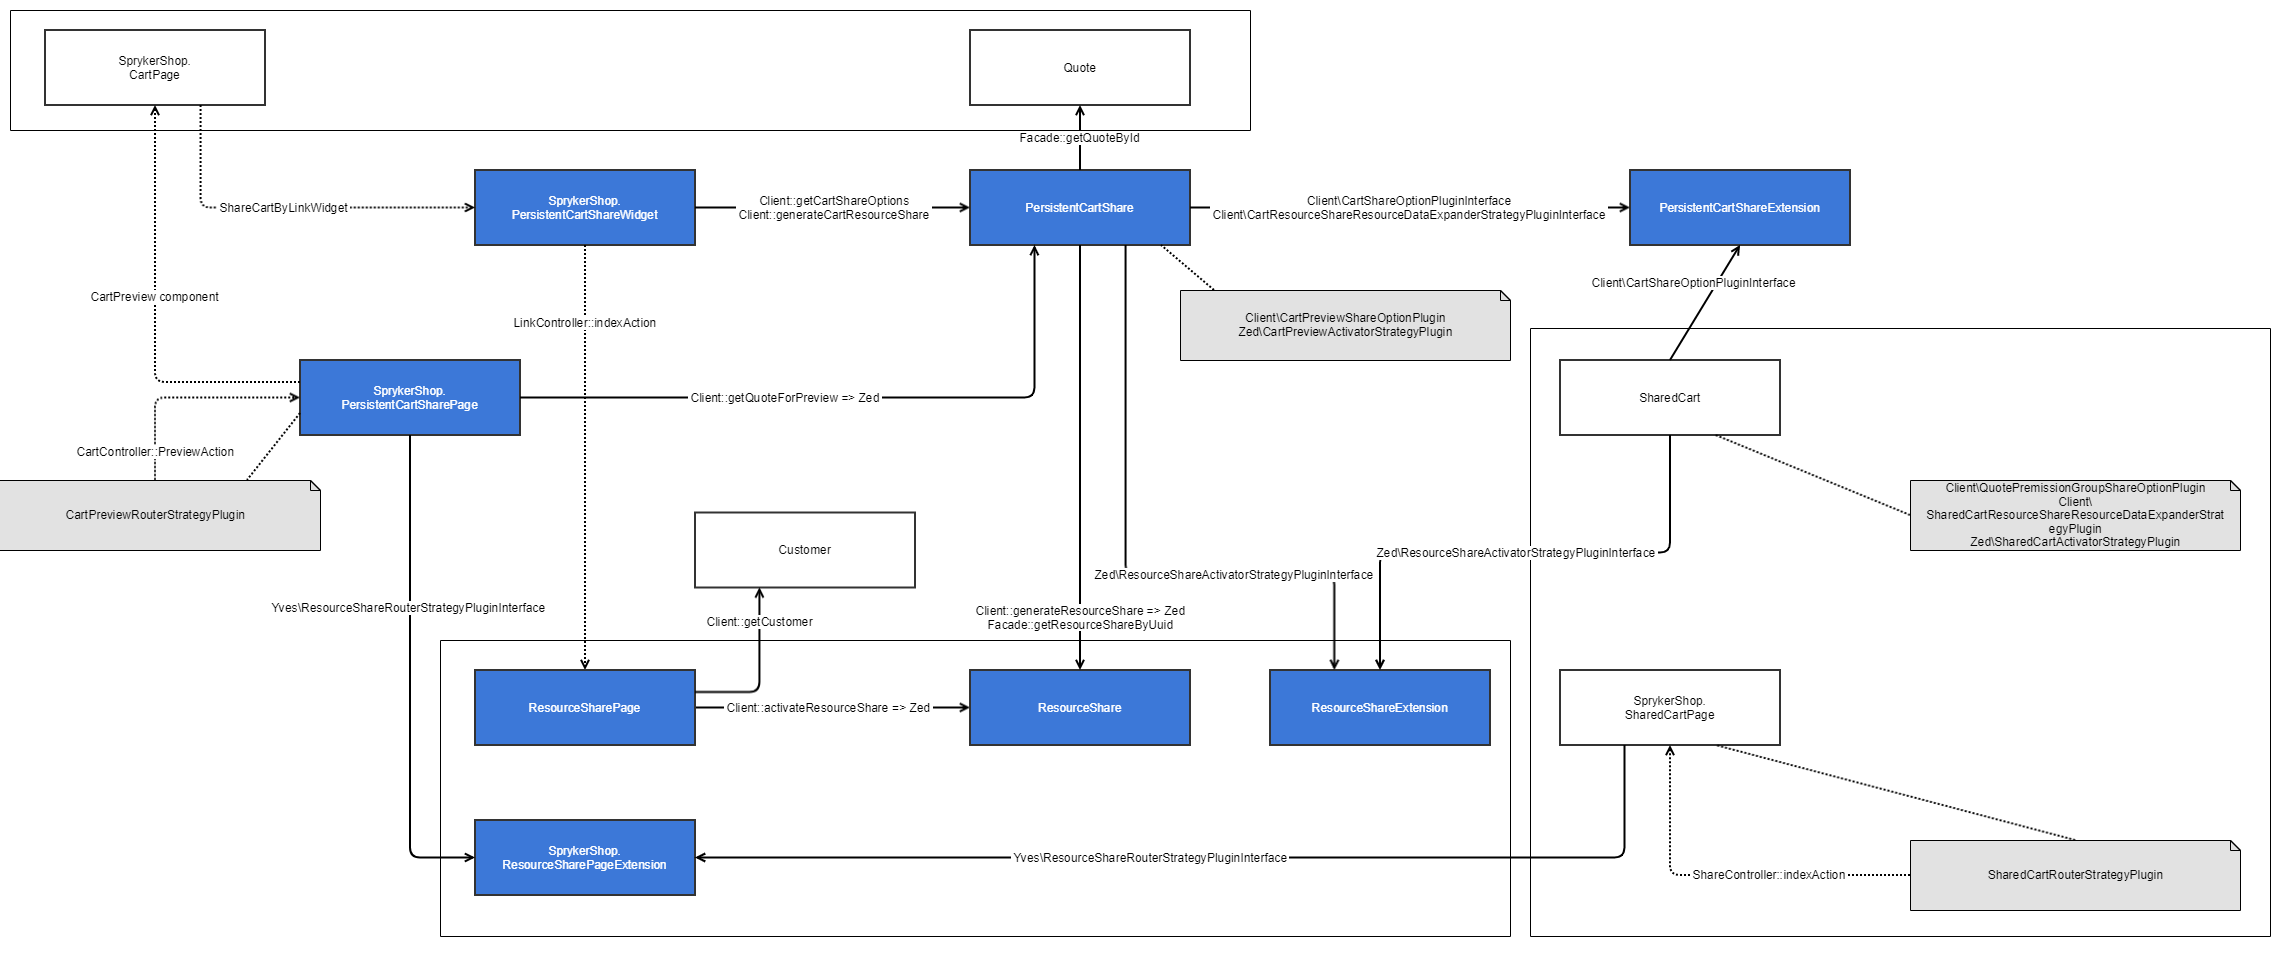 SprykerShop.
CartPage
Quote
Facade::getQuoteById
SprykerShop.
PersistentCartShareWidget
Client::getCartShareOptions
Client::generateCartResourceShare
PersistentCartShare
Client\CartShareOptionPluginInterface
Client\CartResourceShareResourceDataExpanderStrategyPluginInterface
PersistentCartShareExtension
ShareCartByLinkWidget
CartPreview component
LinkController::indexAction
Client\CartShareOptionPluginInterface
Client\CartPreviewShareOptionPlugin
Zed\CartPreviewActivatorStrategyPlugin
SprykerShop.
PersistentCartSharePage
Client::getQuoteForPreview => Zed
SharedCart
CartController::PreviewAction
CartPreviewRouterStrategyPlugin
Client\QuotePremissionGroupShareOptionPlugin
Client\
SharedCartResourceShareResourceDataExpanderStrat
egyPlugin
Zed\SharedCartActivatorStrategyPlugin
Customer
Zed\ResourceShareActivatorStrategyPluginInterface
Zed\ResourceShareActivatorStrategyPluginInterface
Yves\ResourceShareRouterStrategyPluginInterface
Client::getCustomer
Client::generateResourceShare => Zed
Facade::getResourceShareByUuid
ResourceSharePage
Client::activateResourceShare => Zed
ResourceShare
ResourceShareExtension
SprykerShop.
SharedCartPage
SprykerShop.
ResourceSharePageExtension
Yves\ResourceShareRouterStrategyPluginInterface
ShareController::indexAction
SharedCartRouterStrategyPlugin